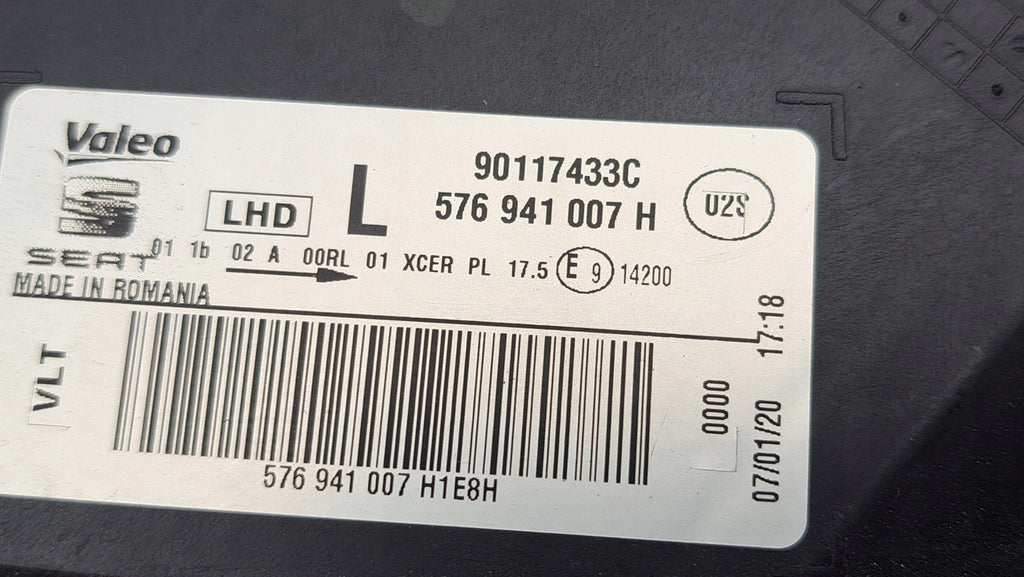 Valeo
SEAT
LHD
L
90117433C
576 941 007 H
U2S
01 1b 02 A 00RL 01 XCER PL 17.5 E 9 14200
MADE IN ROMANIA
VLT
576 941 007 H1E8H
0000
07/01/20 17:18